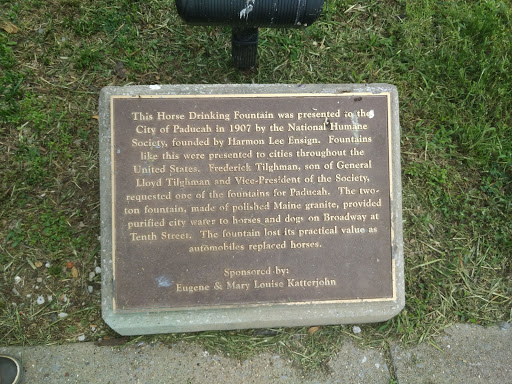 This Horse Drinking Fountain was presented to the
City of Paducah in 1907 by the National Humane
Society, founded by Harmon Lee Ensign. Fountains
like this were presented to cities throughout the
United States. Frederick Tilghman, son of General
Lloyd Tilghman and Vice-President of the Society,
requested one of the fountains for Paducah. The two-
ton fountain, made of polished Maine granite, provided
purified city water to horses and dogs on Broadway at
Tenth Street. The fountain lost its practical value as
automobiles replaced horses.
Sponsored by:
Eugene & Mary Louise Katterjohn